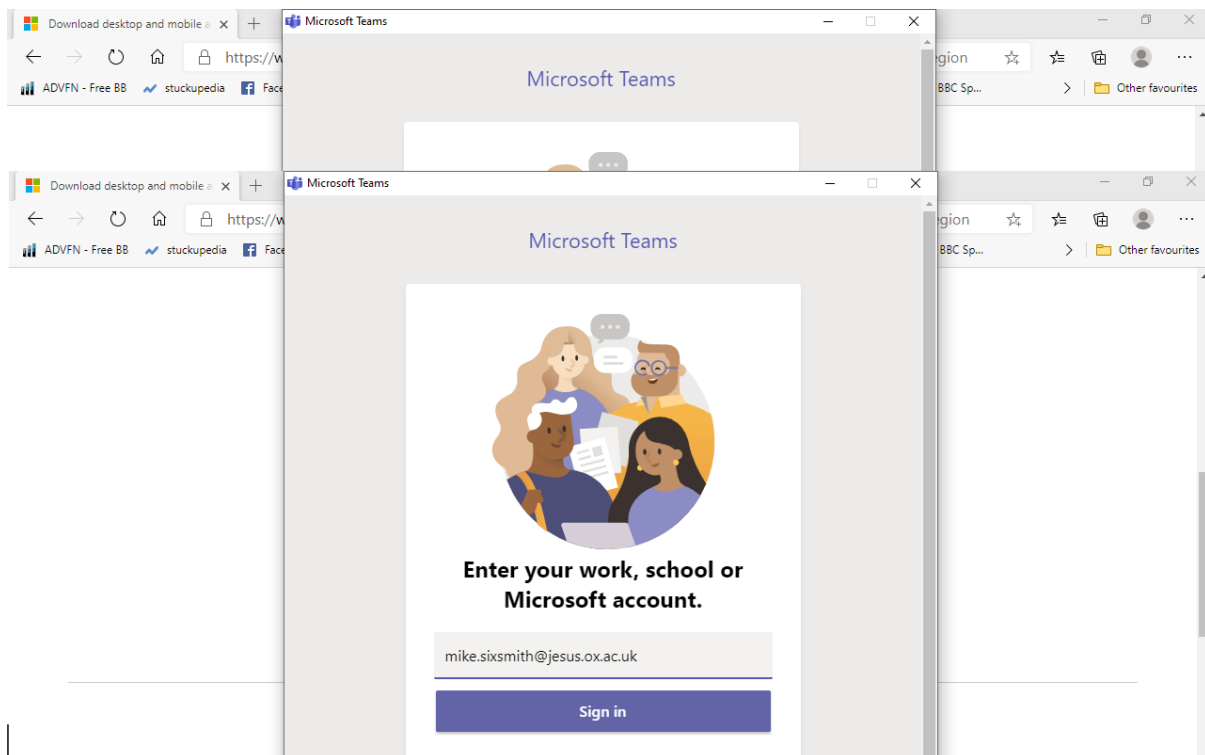 Download desktop and mobile a
Microsoft Teams
https://w
gion
ADVFN - Free BB stuckupedia Face
BBC Sp... Other favourites
Microsoft Teams
Download desktop and mobile a
Microsoft Teams
https://w
gion
ADVFN - Free BB stuckupedia Face
BBC Sp... Other favourites
Microsoft Teams
Enter your work, school or
Microsoft account.
mike.sixsmith@jesus.ox.ac.uk
Sign in